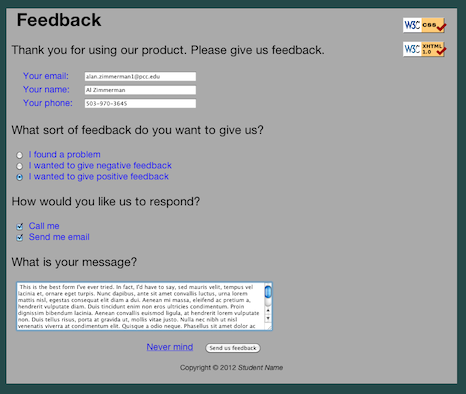 Feedback
W3C CSS
Thank you for using our product. Please give us feedback.
W3C XHTML 1.0
Your email: alan.zimmerman1@pcc.edu
Your name: Al Zimmerman
Your phone: 503-970-3645
What sort of feedback do you want to give us?
I found a problem
I wanted to give negative feedback
I wanted to give positive feedback
How would you like us to respond?
Call me
Send me email
What is your message?
This is the best form I've ever tried. In fact, I'd have to say, sed mauris velit, tempus vel
lacinia et, ornare eget turpis. Nunc dapibus, ante sit amet convallis luctus, urna lorem
mattis nisl, egestas consequat elit diam a dui. Aenean mi massa, eleifend ac pretium a,
hendrerit vulputate diam. Duis enim non eros ultricies condimentum. Proin
dignissim bibendum lacinia. Aenean convallis euismod ligula, at hendrerit lorem vulputate
non. Duis tellus risus, porta at gravida ut, mollis vitae justo. Nulla nec nibh ut nisl
venenatis viverra at condimentum elit. Quisque a odio neque. Phasellus sit amet dolor ac
Never mind Send us feedback
Copyright © 2012 Student Name